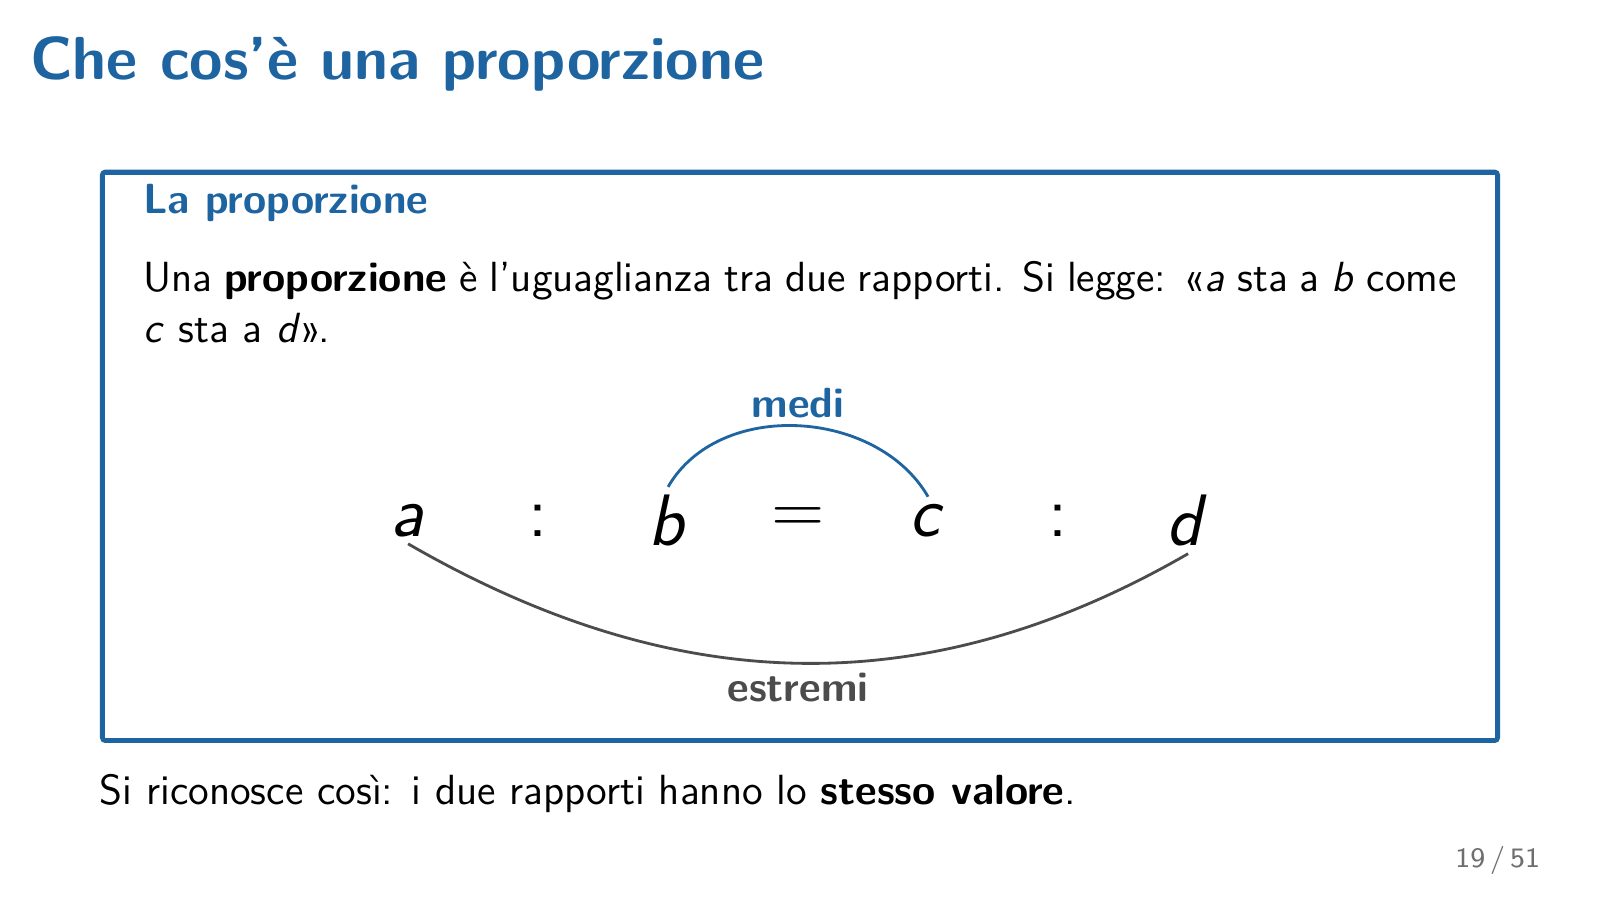 Che cos'è una proporzione
La proporzione
Una proporzione è l'uguaglianza tra due rapporti. Si legge: «a sta a b come
c sta a d».
medi
a : b = c : d
estremi
Si riconosce così: i due rapporti hanno lo stesso valore.
19 / 51